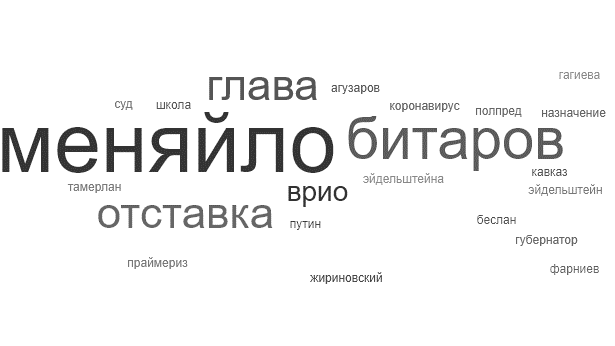 гагиева
глава
агузаров
суд
школа
коронавирус
полпред
назначение
меняйло
битаров
кавказ
эйдельштейна
тамерлан
врио
эйдельштейн
отставка
путин
беслан
губернатор
праймериз
фарниев
жириновский